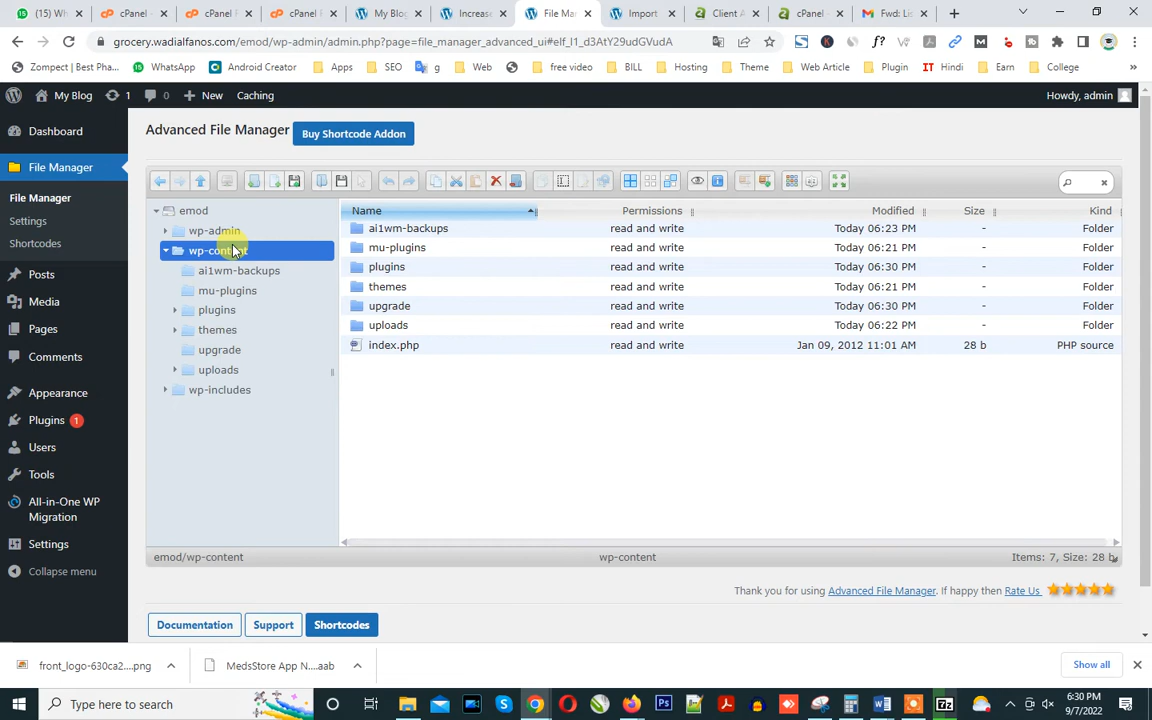 Wh
cPanel
cPanel F
cPanel F
My Blo
Increase
File Mar
Import
Client A
cPanel -
Fwd: Lis
grocery.wadialfanos.com/emod/wp-admin/admin.php?page=file_manager_advanced_ui#elf_l1_d3AtY29udGVudA
Zompect | Best Pha...
WhatsApp
Android Creator
Apps
SEO
g
Web
free video
BILL
Hosting
Theme
Web Article
Plugin
IT Hindi
Earn
College
My Blog
1
0
New
Caching
Howdy, admin
Dashboard
File Manager
File Manager
Settings
Shortcodes
Posts
Media
Pages
Comments
Appearance
Plugins 1
Users
Tools
All-in-One WP
Migration
Settings
Collapse menu
Advanced File Manager
Buy Shortcode Addon
emod
wp-admin
wp-content
ai1wm-backups
mu-plugins
plugins
themes
upgrade
uploads
wp-includes
Name Permissions Modified Size Kind
ai1wm-backups read and write Today 06:23 PM - Folder
mu-plugins read and write Today 06:21 PM - Folder
plugins read and write Today 06:30 PM - Folder
themes read and write Today 06:21 PM - Folder
upgrade read and write Today 06:30 PM - Folder
uploads read and write Today 06:22 PM - Folder
index.php read and write Jan 09, 2012 11:01 AM 28 b PHP source
emod/wp-content wp-content Items: 7, Size: 28 b
Thank you for using Advanced File Manager. If happy then Rate Us
Documentation
Support
Shortcodes
front_logo-630ca2....png
MedsStore App N....aab
Show all
Type here to search
6:30 PM
9/7/2022